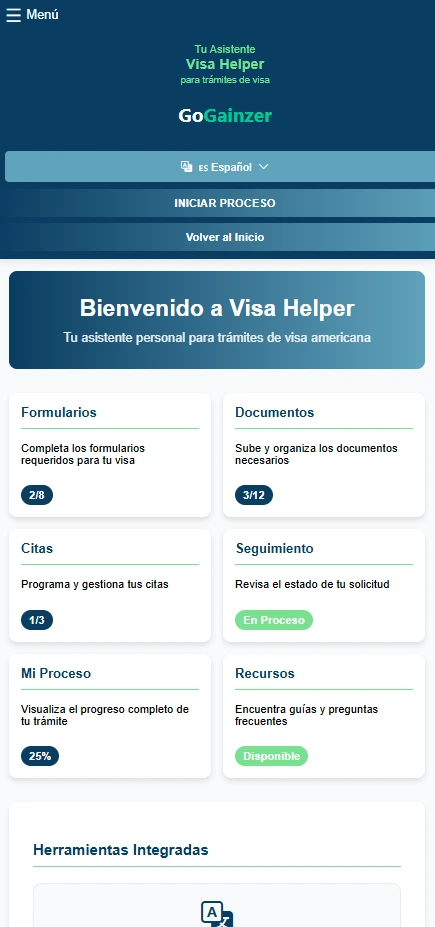 Menú
Tu Asistente
Visa Helper
para trámites de visa
GoGainzer
ES Español
INICIAR PROCESO
Volver al Inicio
Bienvenido a Visa Helper
Tu asistente personal para trámites de visa americana
Formularios
Completa los formularios
requeridos para tu visa
2/8
Documentos
Sube y organiza los documentos
necesarios
3/12
Citas
Programa y gestiona tus citas
1/3
Seguimiento
Revisa el estado de tu solicitud
En Proceso
Mi Proceso
Visualiza el progreso completo de
tu trámite
25%
Recursos
Encuentra guías y preguntas
frecuentes
Disponible
Herramientas Integradas